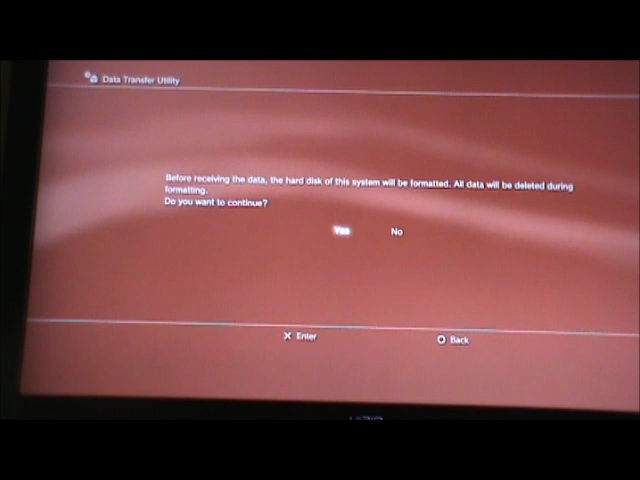 Data Transfer Utility
Before receiving the data, the hard disk of this system will be formatted. All data will be deleted during
formatting.
Do you want to continue?
Yes No
Enter Back